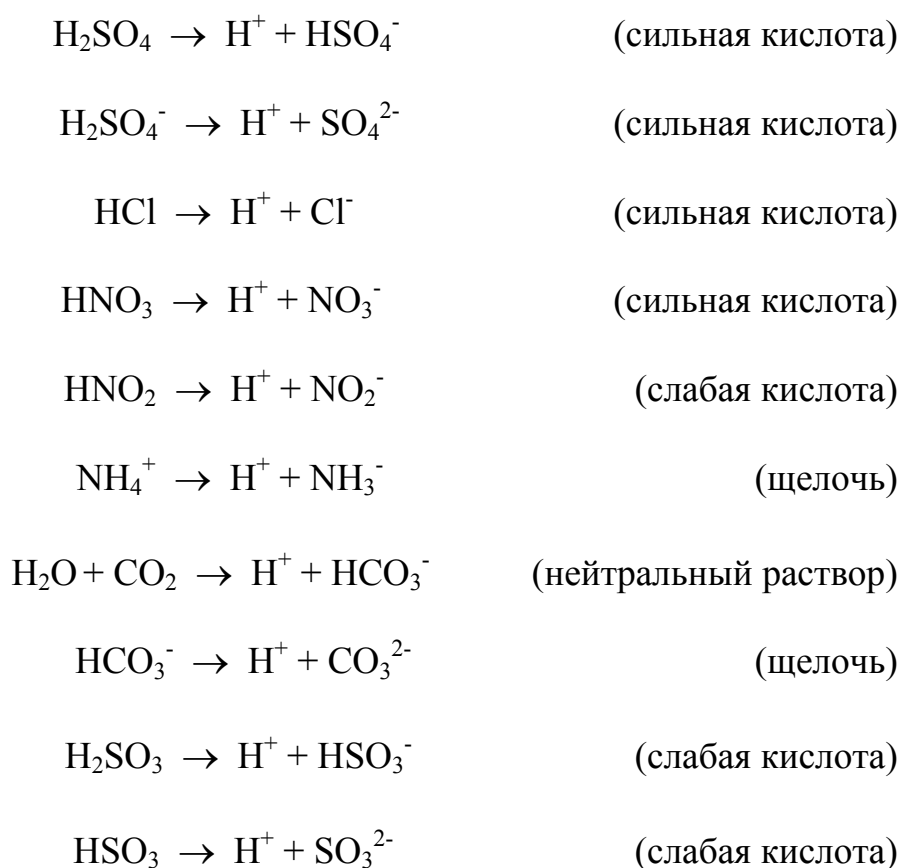 H₂SO₄ → H⁺ + HSO₄⁻ (сильная кислота)
H₂SO₄⁻ → H⁺ + SO₄²⁻ (сильная кислота)
HCl → H⁺ + Cl⁻ (сильная кислота)
HNO₃ → H⁺ + NO₃⁻ (сильная кислота)
HNO₂ → H⁺ + NO₂⁻ (слабая кислота)
NH₄⁺ → H⁺ + NH₃⁻ (щелочь)
H₂O + CO₂ → H⁺ + HCO₃⁻ (нейтральный раствор)
HCO₃⁻ → H⁺ + CO₃²⁻ (щелочь)
H₂SO₃ → H⁺ + HSO₃⁻ (слабая кислота)
HSO₃ → H⁺ + SO₃²⁻ (слабая кислота)